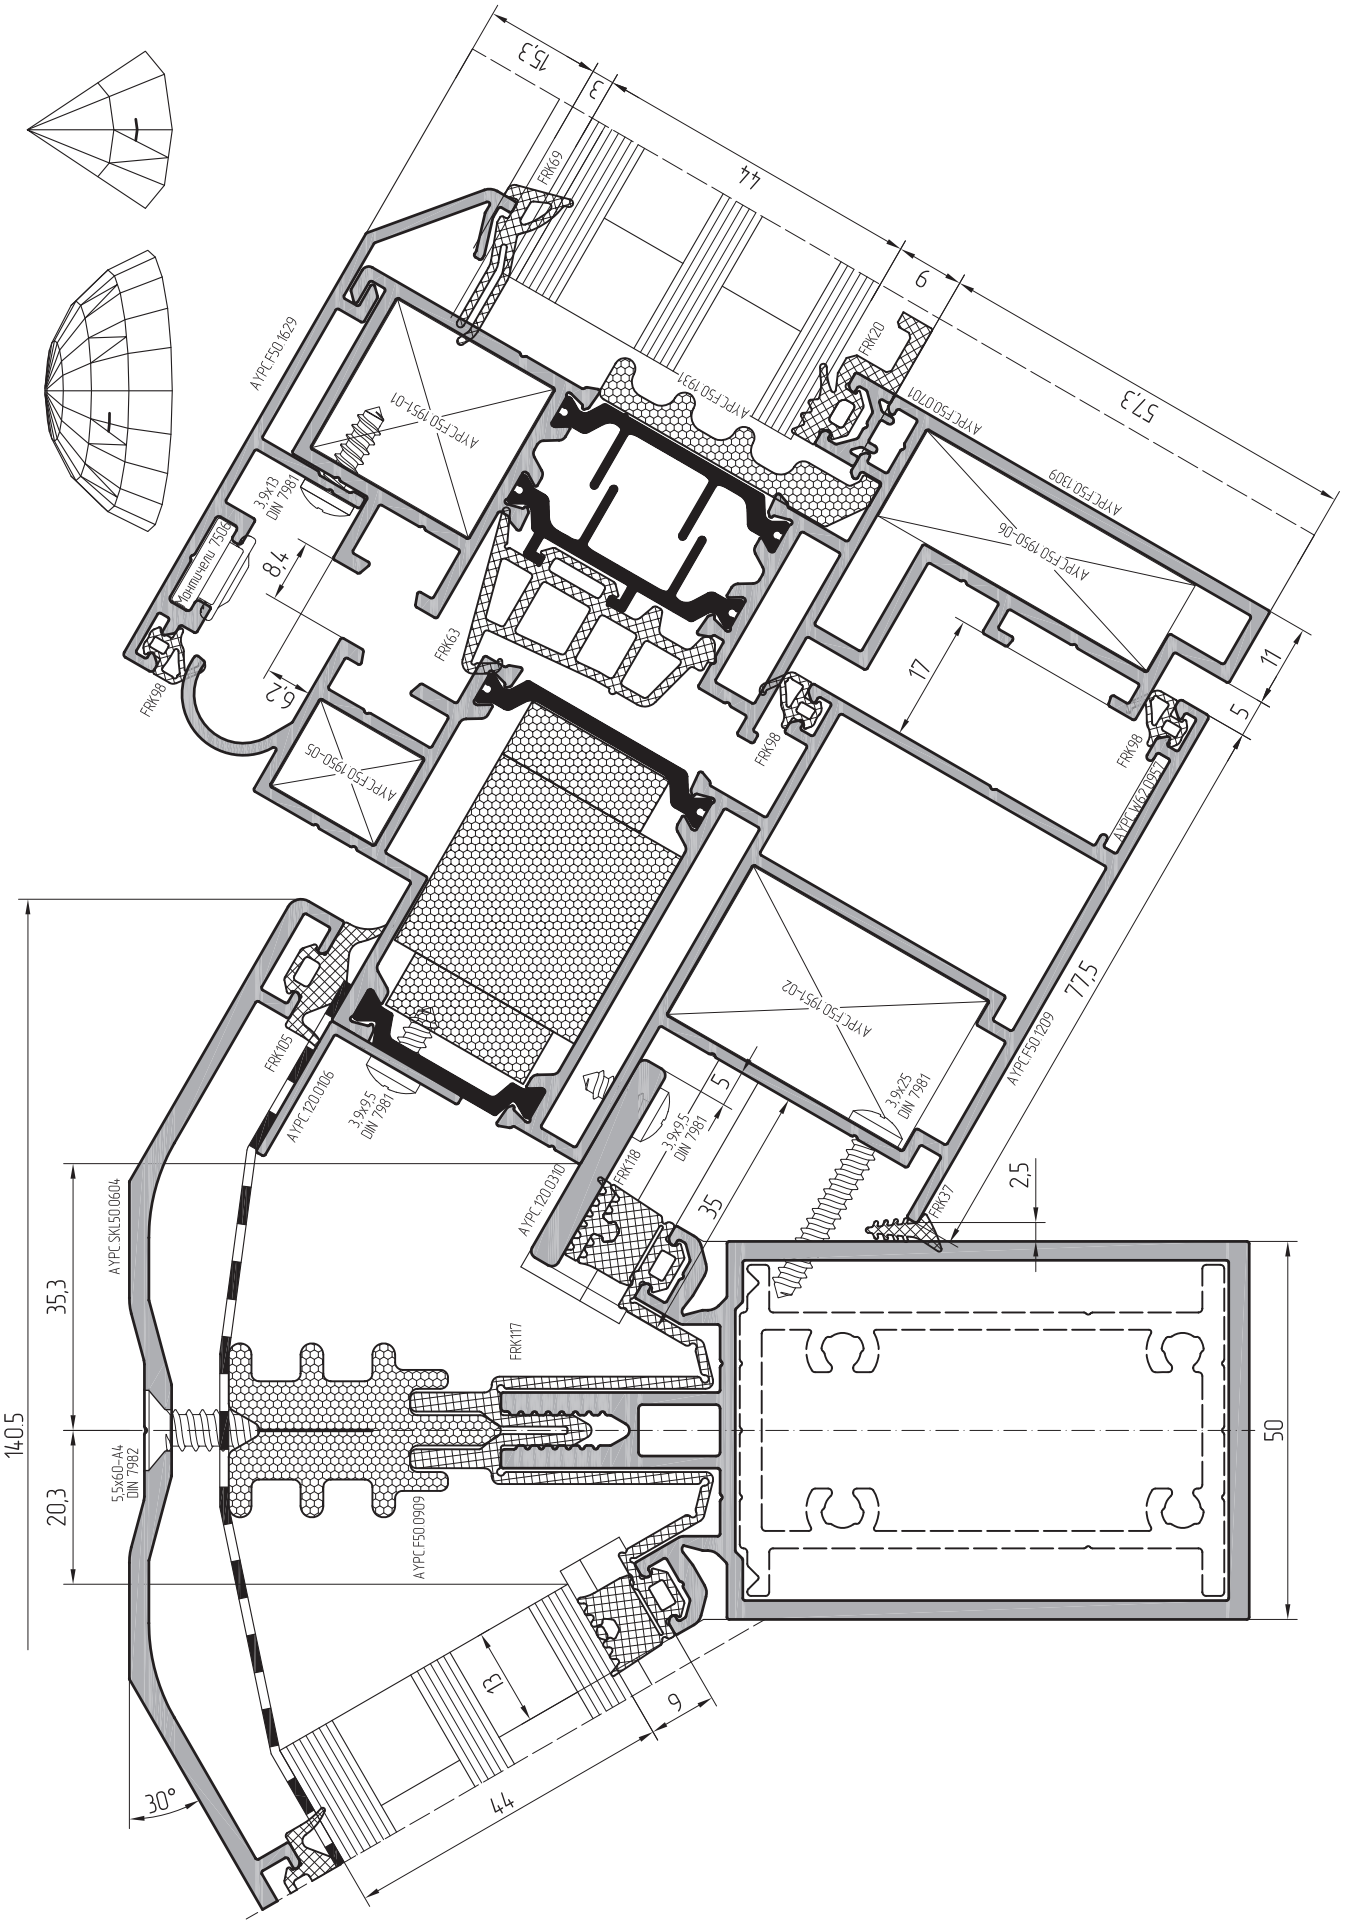 15,3
3
FRK69
44
AYPC.F50.1629
9
FRK20
AYPC.F50.1931
AYPC.F50.1951-01
AYPC.F50.0701
57,3
3,9x13
DIN 7981
AYPC.F50.1309
Монтичели 7506
8,4
AYPC.F50.1950-06
FRK63
17
11
FRK98
6,2
5
FRK98
FRK98
AYPC.F50.1950-05
AYPC.W62.0957
77,5
AYPC.F50.1951-02
FRK105
AYPC.F50.1209
AYPC.120.0106
3,9x9,5
DIN 7981
5
3,9x25
DIN 7981
3,9x9,5
DIN 7981
AYPC.SKL50.0604
AYPC.120.0310
FRK118
35
2,5
FRK37
35,3
FRK117
140.5
5,5x60-A4
DIN 7982
50
20,3
AYPC.F50.0909
13
9
30°
44